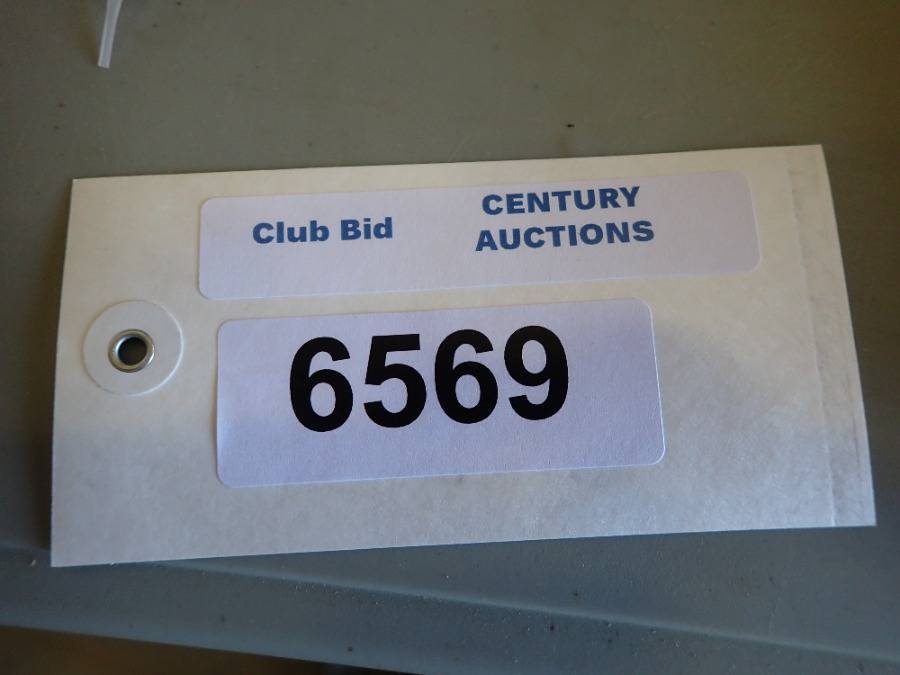 Club Bid
CENTURY
AUCTIONS
6569